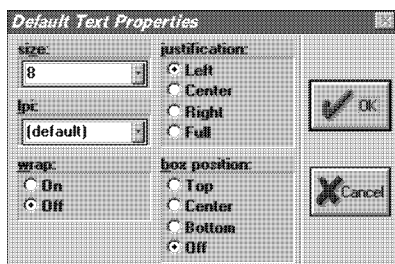 Default Text Properties
size:
8
lpi:
(default)
wrap:
On
Off
justification:
Left
Center
Right
Full
box position:
Top
Center
Bottom
Off
OK
Cancel